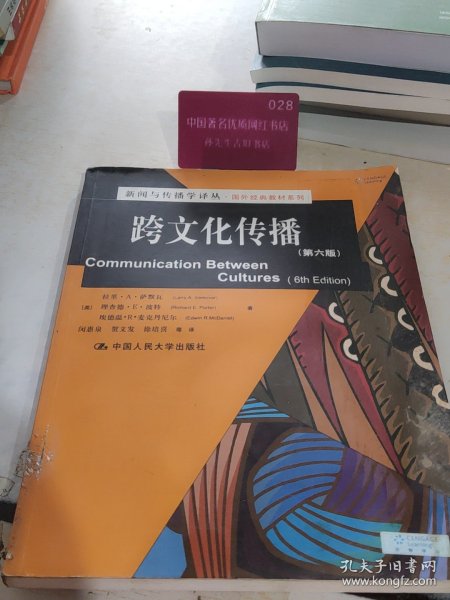 028
中国著名优质网红书店
孙先生古旧书店
新闻与传播学译丛·国外经典教材系列
跨文化传播
(第六版)
Communication Between
Cultures (6th Edition)
拉里·A·萨默瓦 (Larry A. Samovar)
[美] 理查德·E·波特 (Richard E. Porter) 著
埃德温·R·麦克丹尼尔 (Edwin R. McDaniel)
闵惠泉 贺文发 徐培喜 等 译
中国人民大学出版社
CENGAGE
Learning
孔夫子旧书网
www.kongfz.com